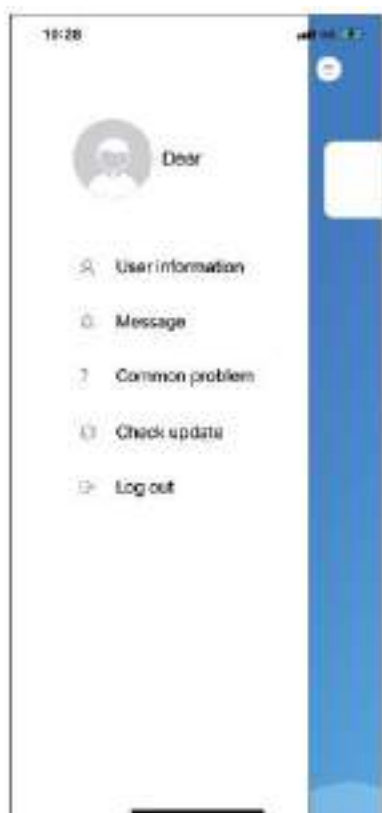 10:28
Dear
User information
Message
Common problem
Check update
Log out